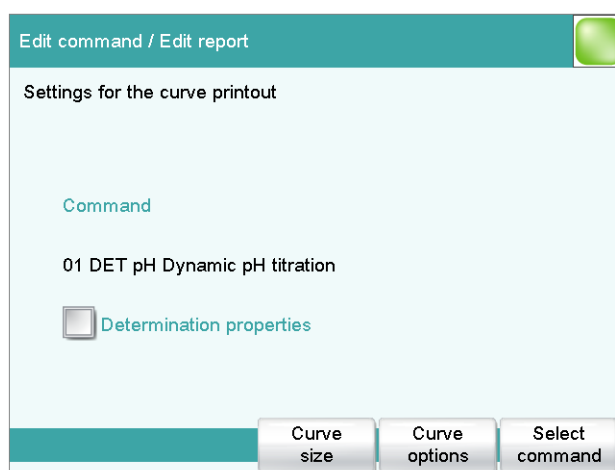 Edit command / Edit report
Settings for the curve printout
Command
01 DET pH Dynamic pH titration
Determination properties
Curve
size
Curve
options
Select
command